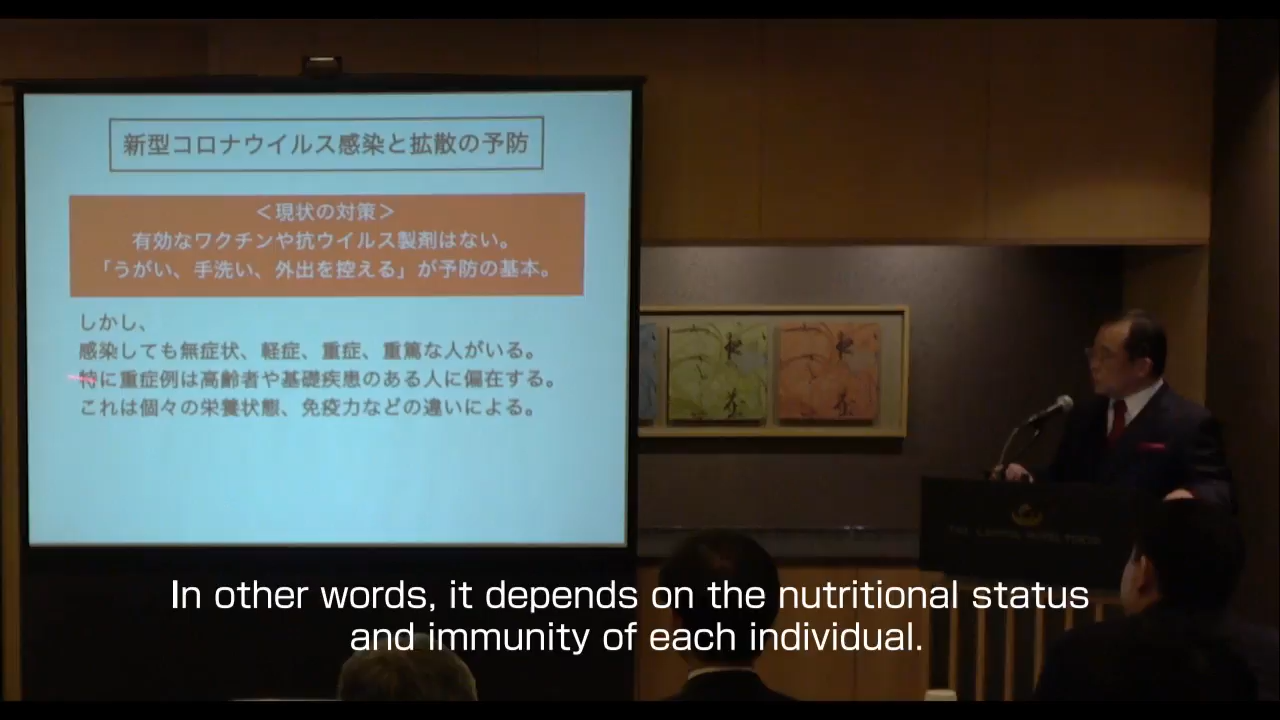 新型コロナウイルス感染と拡散の予防
＜現状の対策＞
有効なワクチンや抗ウイルス製剤はない。
「うがい、手洗い、外出を控える」が予防の基本。
しかし、
感染しても無症状、軽症、重症、重篤な人がいる。
特に重症例は高齢者や基礎疾患のある人に偏在する。
これは個々の栄養状態、免疫力などの違いによる。
THE CAPITOL HOTEL TOKYU
In other words, it depends on the nutritional status
and immunity of each individual.